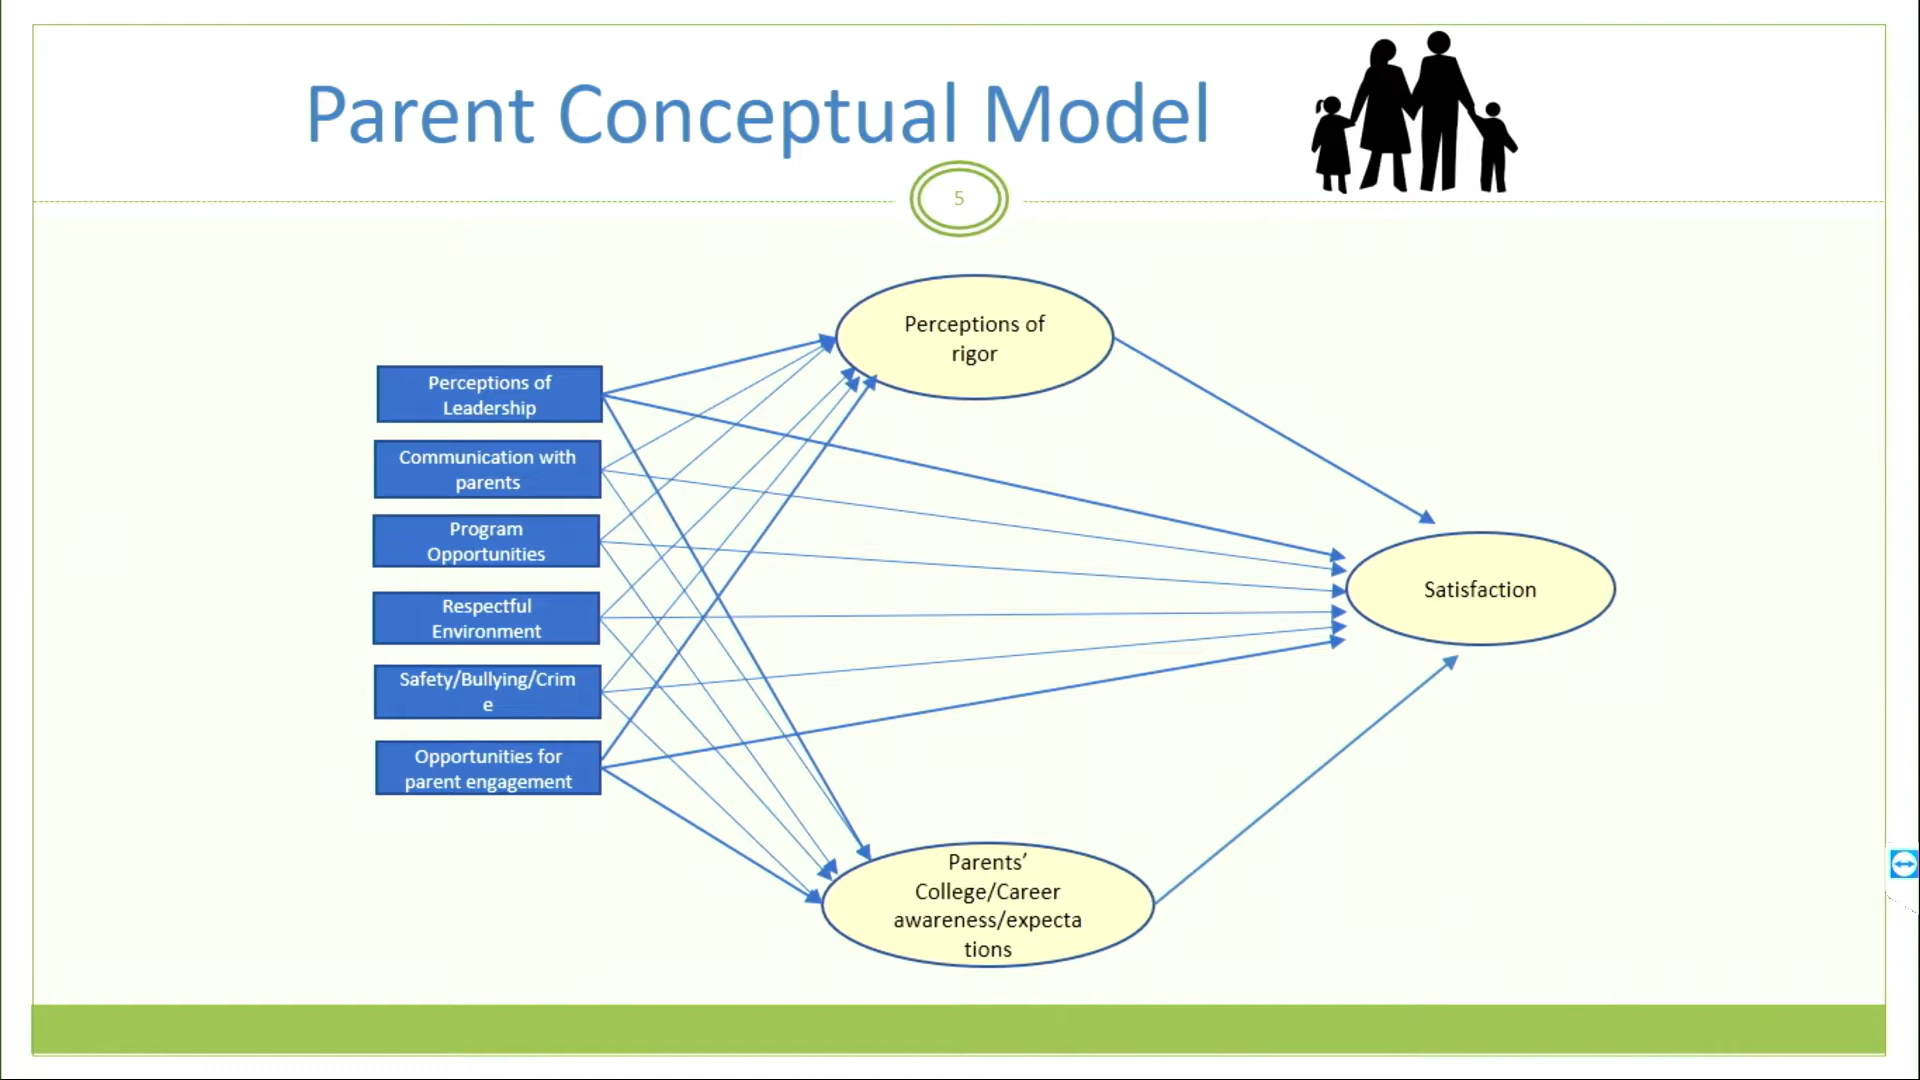 Parent Conceptual Model
5
Perceptions of
rigor
Perceptions of
Leadership
Communication with
parents
Program
Opportunities
Respectful
Environment
Safety/Bullying/Crim
e
Opportunities for
parent engagement
Satisfaction
Parents’
College/Career
awareness/expecta
tions